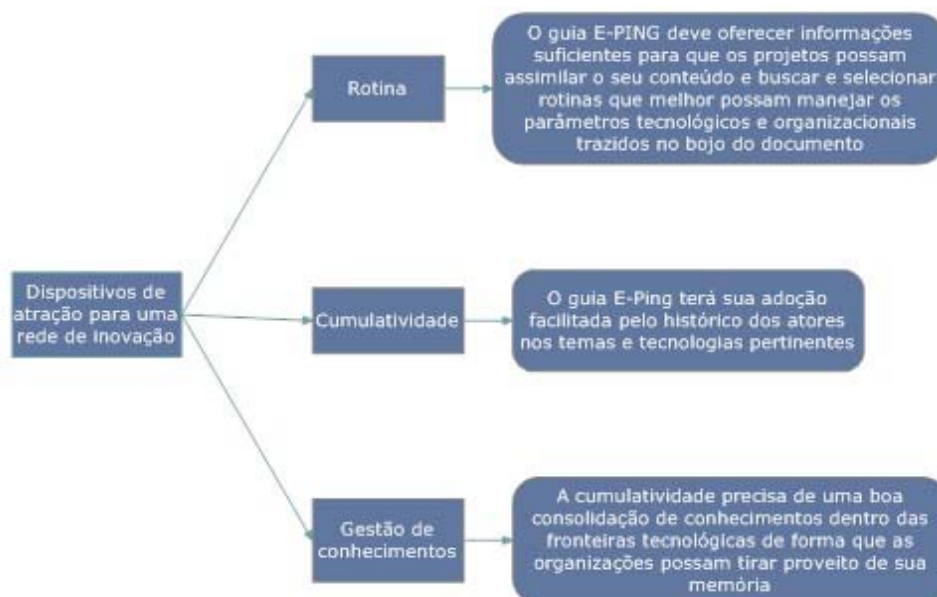 Dispositivos de
atração para uma
rede de inovação
Rotina
O guia E-PING deve oferecer informações
suficientes para que os projetos possam
assimilar o seu conteúdo e buscar e selecionar
rotinas que melhor possam manejar os
parâmetros tecnológicos e organizacionais
trazidos no bojo do documento
Cumulatividade
O guia E-Ping terá sua adoção
facilitada pelo histórico dos atores
nos temas e tecnologias pertinentes
Gestão de
conhecimentos
A cumulatividade precisa de uma boa
consolidação de conhecimentos dentro das
fronteiras tecnológicas de forma que as
organizações possam tirar proveito de sua
memória